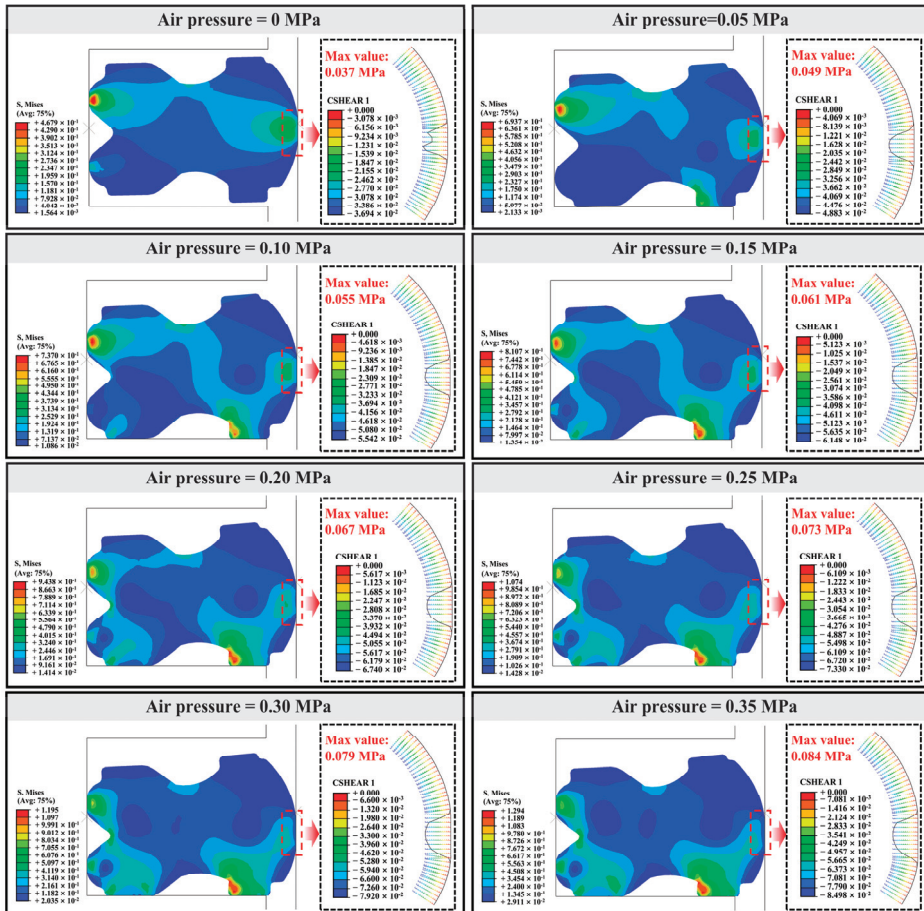 Air pressure = 0 MPa
Max value:
0.037 MPa
S, Mises
(Avg: 75%)
+ 4.679 × 10⁻¹
+ 4.290 × 10⁻¹
+ 3.902 × 10⁻¹
+ 3.513 × 10⁻¹
+ 3.124 × 10⁻¹
+ 2.736 × 10⁻¹
+ 2.347 × 10⁻¹
+ 1.959 × 10⁻¹
+ 1.570 × 10⁻¹
+ 1.181 × 10⁻¹
+ 7.928 × 10⁻²
+ 1.564 × 10⁻³
CSHEAR 1
+ 0.000
− 3.078 × 10⁻³
− 6.156 × 10⁻³
− 9.234 × 10⁻³
− 1.231 × 10⁻²
− 1.539 × 10⁻²
− 1.847 × 10⁻²
− 2.155 × 10⁻²
− 2.462 × 10⁻²
− 2.770 × 10⁻²
− 3.078 × 10⁻²
− 3.386 × 10⁻²
− 3.694 × 10⁻²
Air pressure=0.05 MPa
Max value:
0.049 MPa
S, Mises
(Avg: 75%)
+ 6.937 × 10⁻¹
+ 6.361 × 10⁻¹
+ 5.785 × 10⁻¹
+ 5.208 × 10⁻¹
+ 4.632 × 10⁻¹
+ 4.056 × 10⁻¹
+ 3.479 × 10⁻¹
+ 2.903 × 10⁻¹
+ 2.327 × 10⁻¹
+ 1.750 × 10⁻¹
+ 1.174 × 10⁻¹
+ 2.133 × 10⁻²
CSHEAR 1
+ 0.000
− 4.069 × 10⁻³
− 8.139 × 10⁻³
− 1.221 × 10⁻²
− 1.628 × 10⁻²
− 2.035 × 10⁻²
− 2.442 × 10⁻²
− 2.849 × 10⁻²
− 3.256 × 10⁻²
− 3.662 × 10⁻²
− 4.069 × 10⁻²
− 4.476 × 10⁻²
− 4.883 × 10⁻²
Air pressure = 0.10 MPa
Max value:
0.055 MPa
S, Mises
(Avg: 75%)
+ 7.370 × 10⁻¹
+ 6.765 × 10⁻¹
+ 6.160 × 10⁻¹
+ 5.555 × 10⁻¹
+ 4.950 × 10⁻¹
+ 4.344 × 10⁻¹
+ 3.739 × 10⁻¹
+ 3.134 × 10⁻¹
+ 2.529 × 10⁻¹
+ 1.924 × 10⁻¹
+ 1.319 × 10⁻¹
+ 7.137 × 10⁻²
+ 1.086 × 10⁻²
CSHEAR 1
+ 0.000
− 4.618 × 10⁻³
− 9.236 × 10⁻³
− 1.385 × 10⁻²
− 1.847 × 10⁻²
− 2.309 × 10⁻²
− 2.771 × 10⁻²
− 3.233 × 10⁻²
− 3.694 × 10⁻²
− 4.156 × 10⁻²
− 4.618 × 10⁻²
− 5.080 × 10⁻²
− 5.542 × 10⁻²
Air pressure = 0.15 MPa
Max value:
0.061 MPa
S, Mises
(Avg: 75%)
+ 8.107 × 10⁻¹
+ 7.442 × 10⁻¹
+ 6.778 × 10⁻¹
+ 6.114 × 10⁻¹
+ 4.785 × 10⁻¹
+ 4.121 × 10⁻¹
+ 3.457 × 10⁻¹
+ 2.792 × 10⁻¹
+ 2.128 × 10⁻¹
+ 1.464 × 10⁻¹
+ 7.997 × 10⁻²
CSHEAR 1
+ 0.000
− 5.123 × 10⁻³
− 1.025 × 10⁻²
− 1.537 × 10⁻²
− 2.049 × 10⁻²
− 2.561 × 10⁻²
− 3.074 × 10⁻²
− 3.586 × 10⁻²
− 4.098 × 10⁻²
− 4.611 × 10⁻²
− 5.635 × 10⁻²
− 6.148 × 10⁻²
Air pressure = 0.20 MPa
Max value:
0.067 MPa
S, Mises
(Avg: 75%)
+ 9.438 × 10⁻¹
+ 8.663 × 10⁻¹
+ 7.889 × 10⁻¹
+ 7.114 × 10⁻¹
+ 6.339 × 10⁻¹
+ 5.564 × 10⁻¹
+ 4.790 × 10⁻¹
+ 4.015 × 10⁻¹
+ 3.240 × 10⁻¹
+ 2.446 × 10⁻¹
+ 1.691 × 10⁻¹
+ 9.161 × 10⁻²
+ 1.414 × 10⁻²
CSHEAR 1
+ 0.000
− 5.617 × 10⁻³
− 1.123 × 10⁻²
− 1.685 × 10⁻²
− 2.247 × 10⁻²
− 2.808 × 10⁻²
− 3.370 × 10⁻²
− 3.932 × 10⁻²
− 4.494 × 10⁻²
− 5.055 × 10⁻²
− 5.617 × 10⁻²
− 6.179 × 10⁻²
− 6.740 × 10⁻²
Air pressure = 0.25 MPa
Max value:
0.073 MPa
S, Mises
(Avg: 75%)
+ 1.074
+ 9.854 × 10⁻¹
+ 8.972 × 10⁻¹
+ 8.089 × 10⁻¹
+ 7.206 × 10⁻¹
+ 6.323 × 10⁻¹
+ 5.440 × 10⁻¹
+ 4.557 × 10⁻¹
+ 3.674 × 10⁻¹
+ 2.791 × 10⁻¹
+ 1.909 × 10⁻¹
+ 1.026 × 10⁻¹
+ 1.428 × 10⁻²
CSHEAR 1
+ 0.000
− 6.109 × 10⁻³
− 1.222 × 10⁻²
− 1.833 × 10⁻²
− 2.443 × 10⁻²
− 3.054 × 10⁻²
− 3.665 × 10⁻²
− 4.276 × 10⁻²
− 4.887 × 10⁻²
− 5.498 × 10⁻²
− 6.109 × 10⁻²
− 6.720 × 10⁻²
− 7.330 × 10⁻²
Air pressure = 0.30 MPa
Max value:
0.079 MPa
S, Mises
(Avg: 75%)
+ 1.195
+ 1.097
+ 9.991 × 10⁻¹
+ 9.012 × 10⁻¹
+ 8.034 × 10⁻¹
+ 7.055 × 10⁻¹
+ 6.076 × 10⁻¹
+ 5.097 × 10⁻¹
+ 4.119 × 10⁻¹
+ 3.140 × 10⁻¹
+ 2.161 × 10⁻¹
+ 1.182 × 10⁻¹
+ 2.035 × 10⁻²
CSHEAR 1
+ 0.000
− 6.600 × 10⁻³
− 1.320 × 10⁻²
− 1.980 × 10⁻²
− 2.640 × 10⁻²
− 3.300 × 10⁻²
− 3.960 × 10⁻²
− 4.620 × 10⁻²
− 5.280 × 10⁻²
− 5.940 × 10⁻²
− 6.600 × 10⁻²
− 7.260 × 10⁻²
− 7.920 × 10⁻²
Air pressure = 0.35 MPa
Max value:
0.084 MPa
S, Mises
(Avg: 75%)
+ 1.294
+ 1.189
+ 1.083
+ 9.780 × 10⁻¹
+ 8.726 × 10⁻¹
+ 7.672 × 10⁻¹
+ 6.617 × 10⁻¹
+ 5.563 × 10⁻¹
+ 4.508 × 10⁻¹
+ 3.454 × 10⁻¹
+ 2.400 × 10⁻¹
+ 1.345 × 10⁻¹
+ 2.911 × 10⁻²
CSHEAR 1
+ 0.000
− 7.081 × 10⁻³
− 1.416 × 10⁻²
− 2.124 × 10⁻²
− 2.833 × 10⁻²
− 3.541 × 10⁻²
− 4.249 × 10⁻²
− 4.957 × 10⁻²
− 5.665 × 10⁻²
− 6.373 × 10⁻²
− 7.081 × 10⁻²
− 7.790 × 10⁻²
− 8.498 × 10⁻²